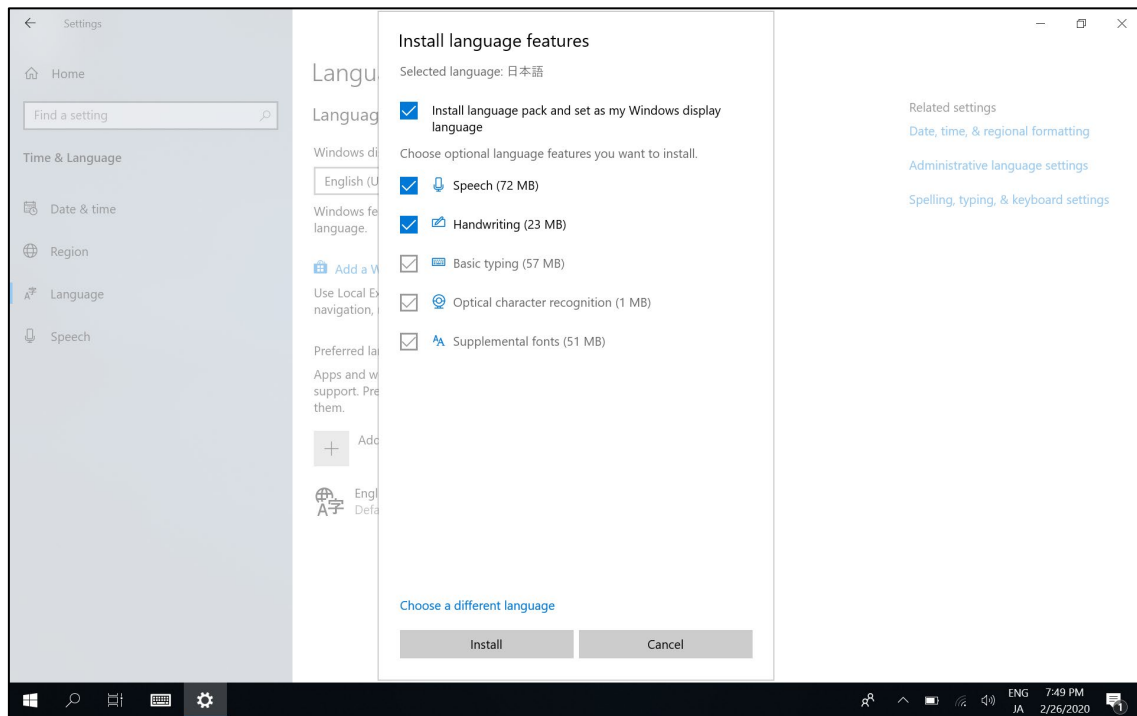 Settings
Home
Find a setting
Time & Language
Date & time
Region
Language
Speech
Langu
Languag
Windows di
English (U
Windows fe
language.
Add a W
Use Local Ex
navigation,
Preferred la
Apps and w
support. Pre
them.
Add
Engl
Defa
Install language features
Selected language: 日本語
Install language pack and set as my Windows display
language
Choose optional language features you want to install.
Speech (72 MB)
Handwriting (23 MB)
Basic typing (57 MB)
Optical character recognition (1 MB)
Supplemental fonts (51 MB)
Choose a different language
Install
Cancel
Related settings
Date, time, & regional formatting
Administrative language settings
Spelling, typing, & keyboard settings
ENG
JA
7:49 PM
2/26/2020
1